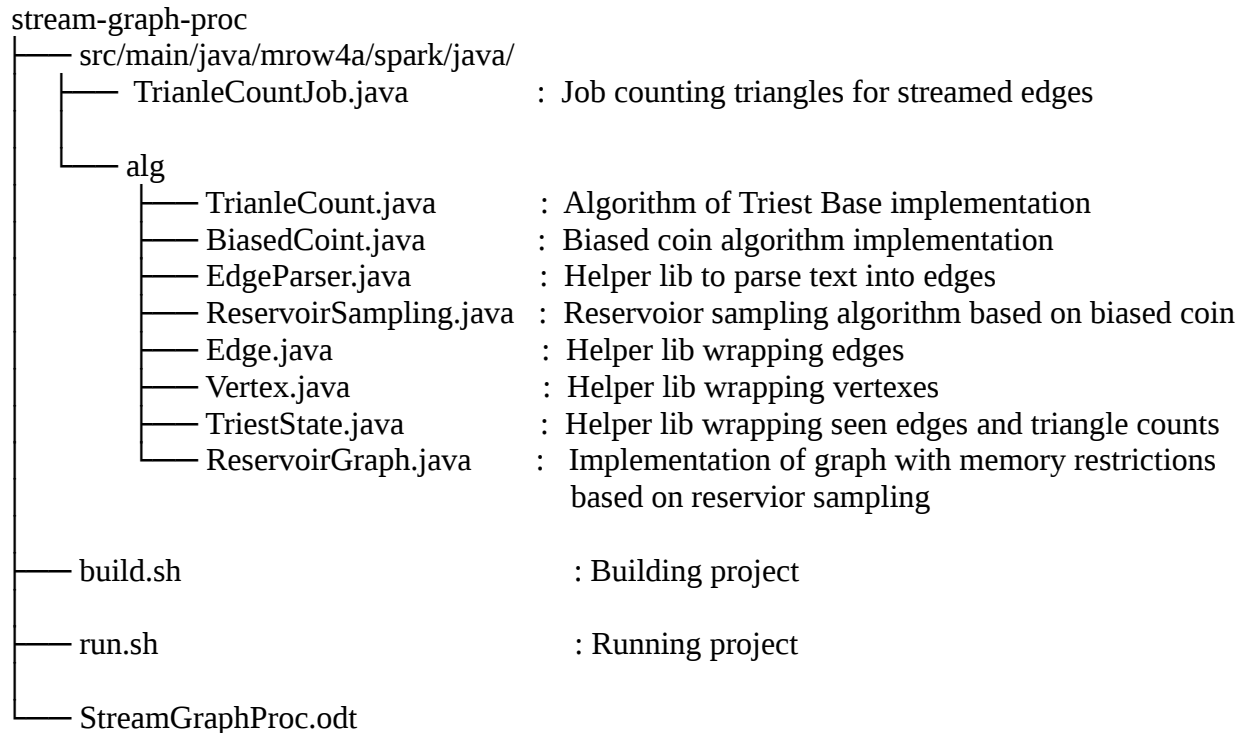 stream-graph-proc
├── src/main/java/mrow4a/spark/java/
├── TrianleCountJob.java : Job counting triangles for streamed edges
└── alg
├── TrianleCount.java : Algorithm of Triest Base implementation
├── BiasedCoint.java : Biased coin algorithm implementation
├── EdgeParser.java : Helper lib to parse text into edges
├── ReservoirSampling.java : Reservoior sampling algorithm based on biased coin
├── Edge.java : Helper lib wrapping edges
├── Vertex.java : Helper lib wrapping vertexes
├── TriestState.java : Helper lib wrapping seen edges and triangle counts
└── ReservoirGraph.java : Implementation of graph with memory restrictions
based on reservior sampling
├── build.sh : Building project
├── run.sh : Running project
└── StreamGraphProc.odt